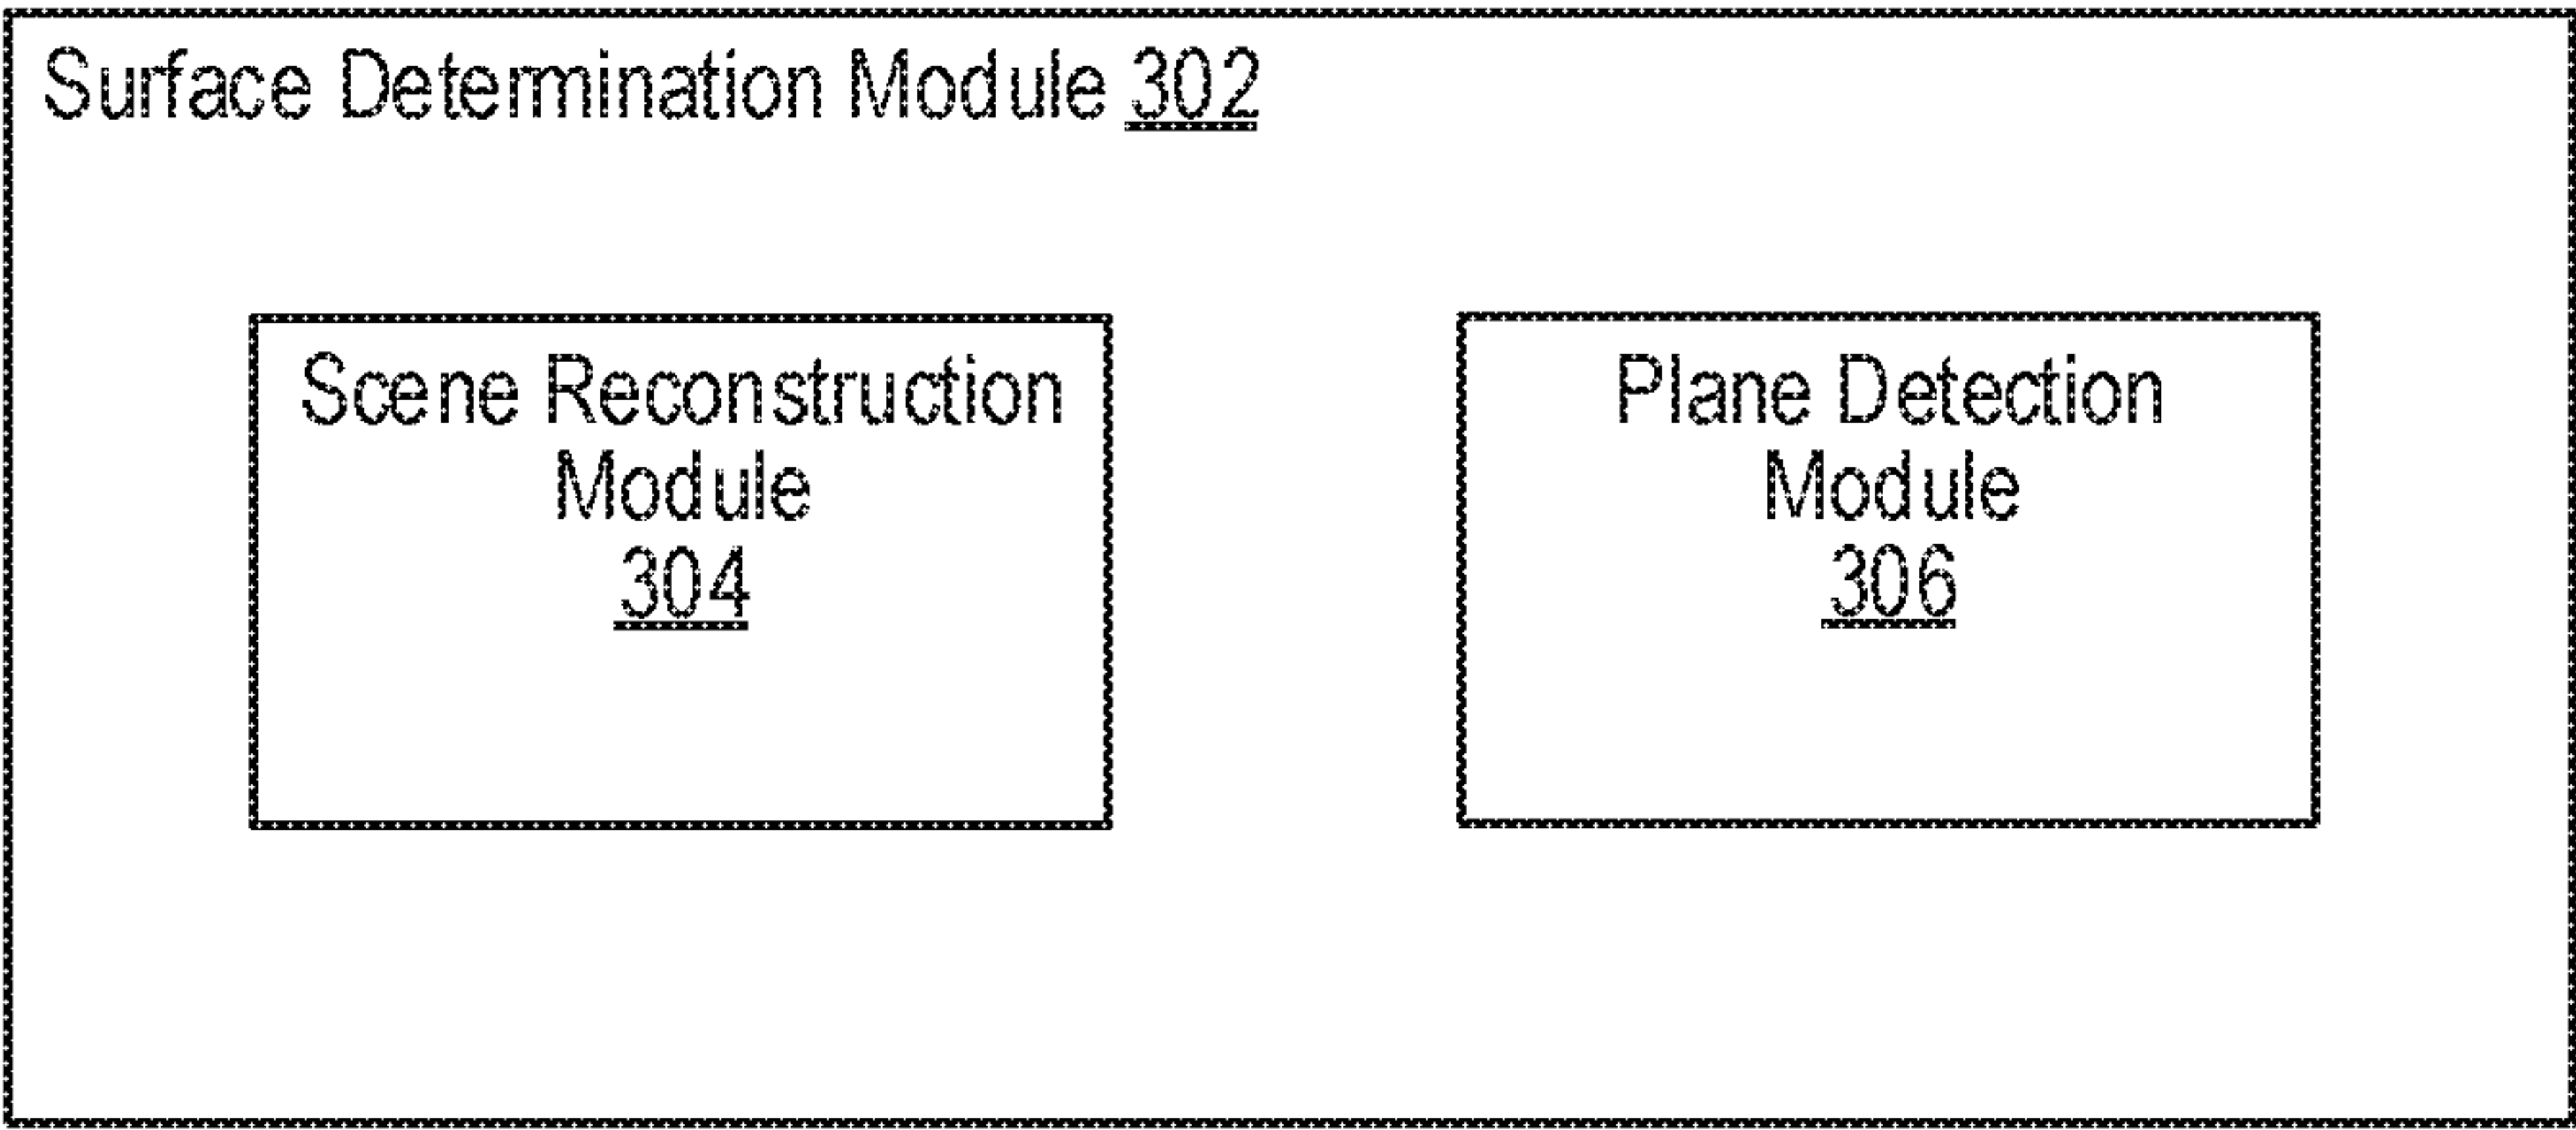 Surface Determination Module 302
Scene Reconstruction
Module
304
Plane Detection
Module
306